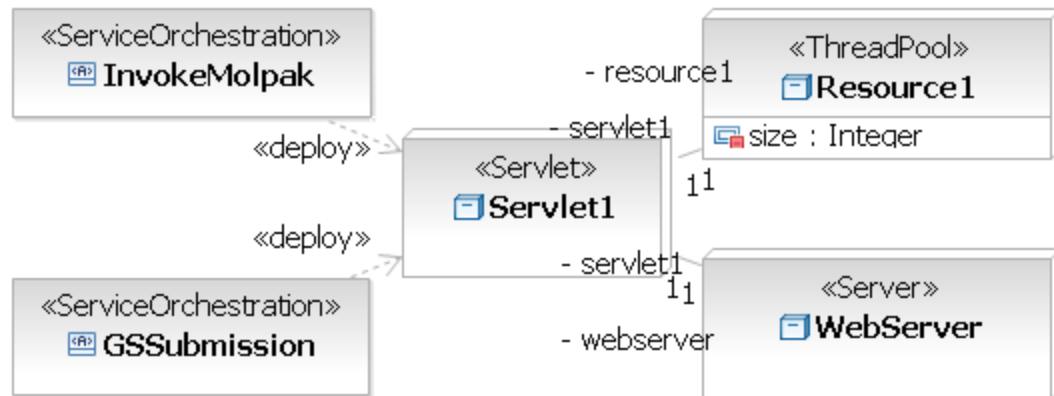 «ServiceOrchestration»
InvokeMolpak
«deploy»
«Servlet»
Servlet1
«deploy»
«ServiceOrchestration»
GSSubmission
- resource1
- servlet1
1
1
«ThreadPool»
Resource1
size : Integer
- servlet1
1
1
- webserver
«Server»
WebServer